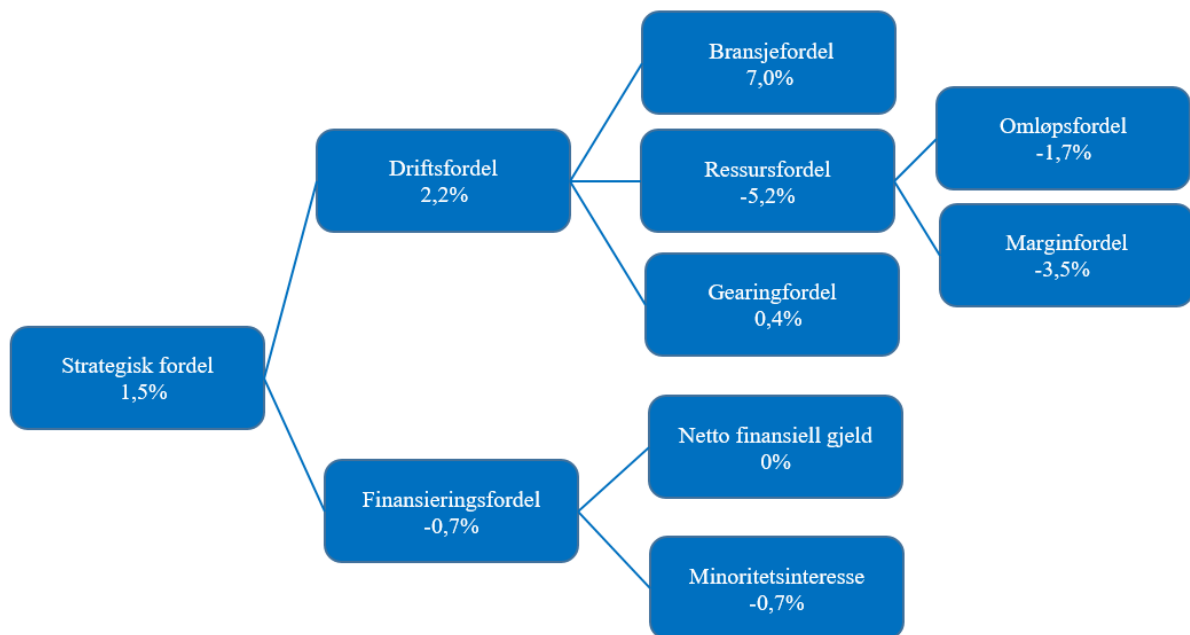 Bransjefordel
7,0%
Omløpsfordel
-1,7%
Driftsfordel
2,2%
Ressursfordel
-5,2%
Marginfordel
-3,5%
Gearingfordel
0,4%
Strategisk fordel
1,5%
Netto finansiell gjeld
0%
Finansieringsfordel
-0,7%
Minoritetsinteresse
-0,7%